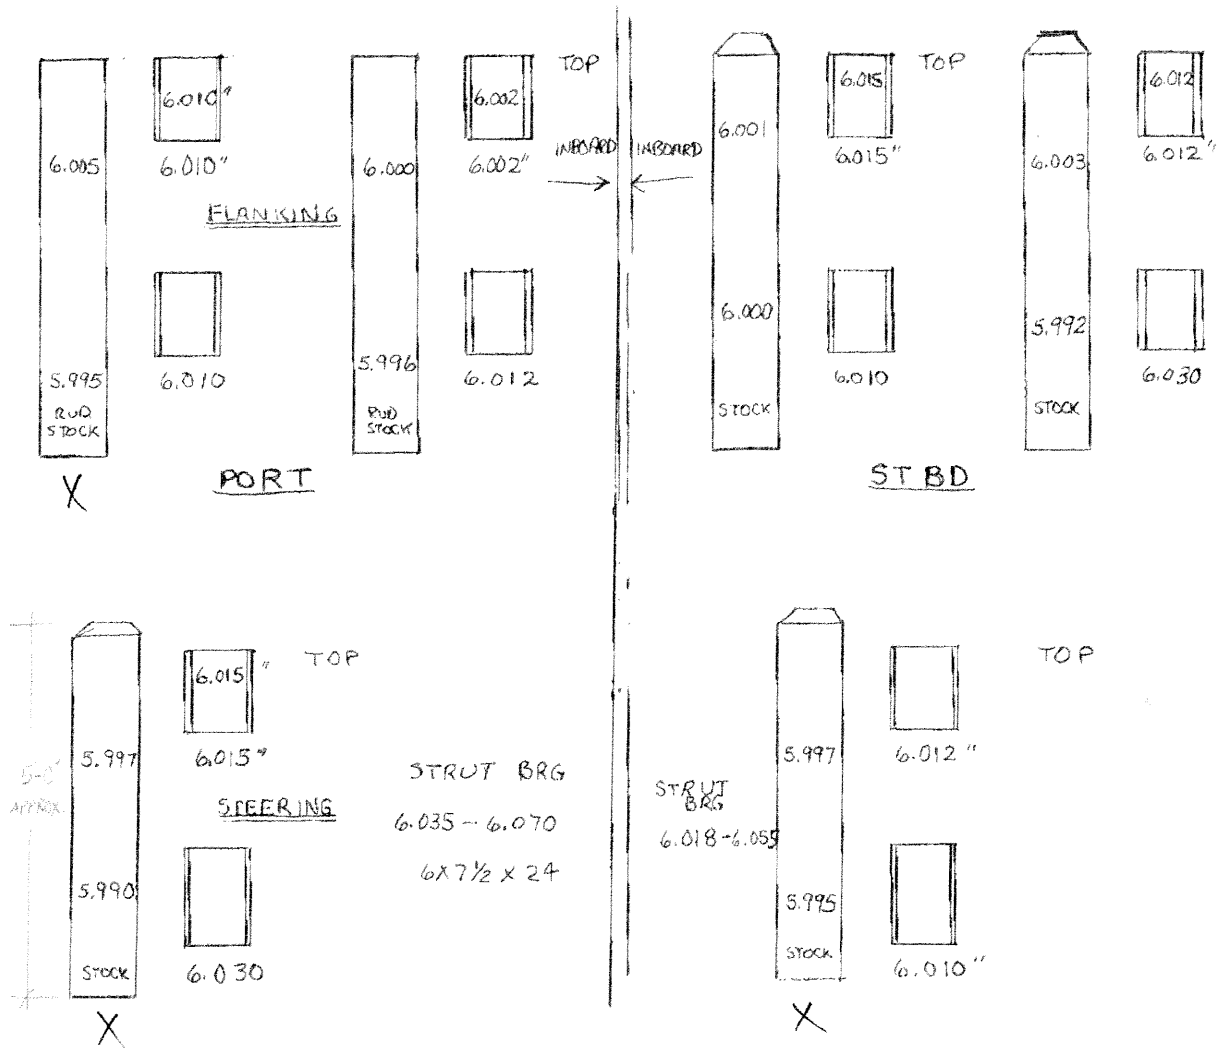 6.010"
6.002
TOP
6.015
TOP
6.012
6.005
6.010"
6.000
6.002"
INBOARD
INBOARD
6.001
6.015"
6.003
6.012"
FLANKING
6.000
5.992
5.995
6.010
5.996
6.012
6.010
6.030
RUD
STOCK
RUD
STOCK
STOCK
STOCK
X
PORT
STBD
6.015"
TOP
TOP
5.997
6.015"
5.997
6.012"
5-0"
APPROX.
STEERING
STRUT BRG
6.035 - 6.070
6 X 7 1/2 X 24
STRUT
BRG
6.018 - 6.055
5.990
5.995
STOCK
6.030
STOCK
6.010"
X
X